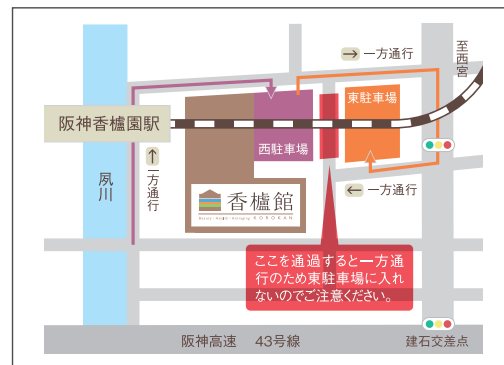 → 一方通行
至西宮
東駐車場
阪神香櫨園駅
西駐車場
↑ 一方通行
← 一方通行
夙川
香櫨館
KOROKAN
ここを通過すると一方通
行のため東駐車場に入れ
ないのでご注意ください。
阪神高速 43号線
建石交差点